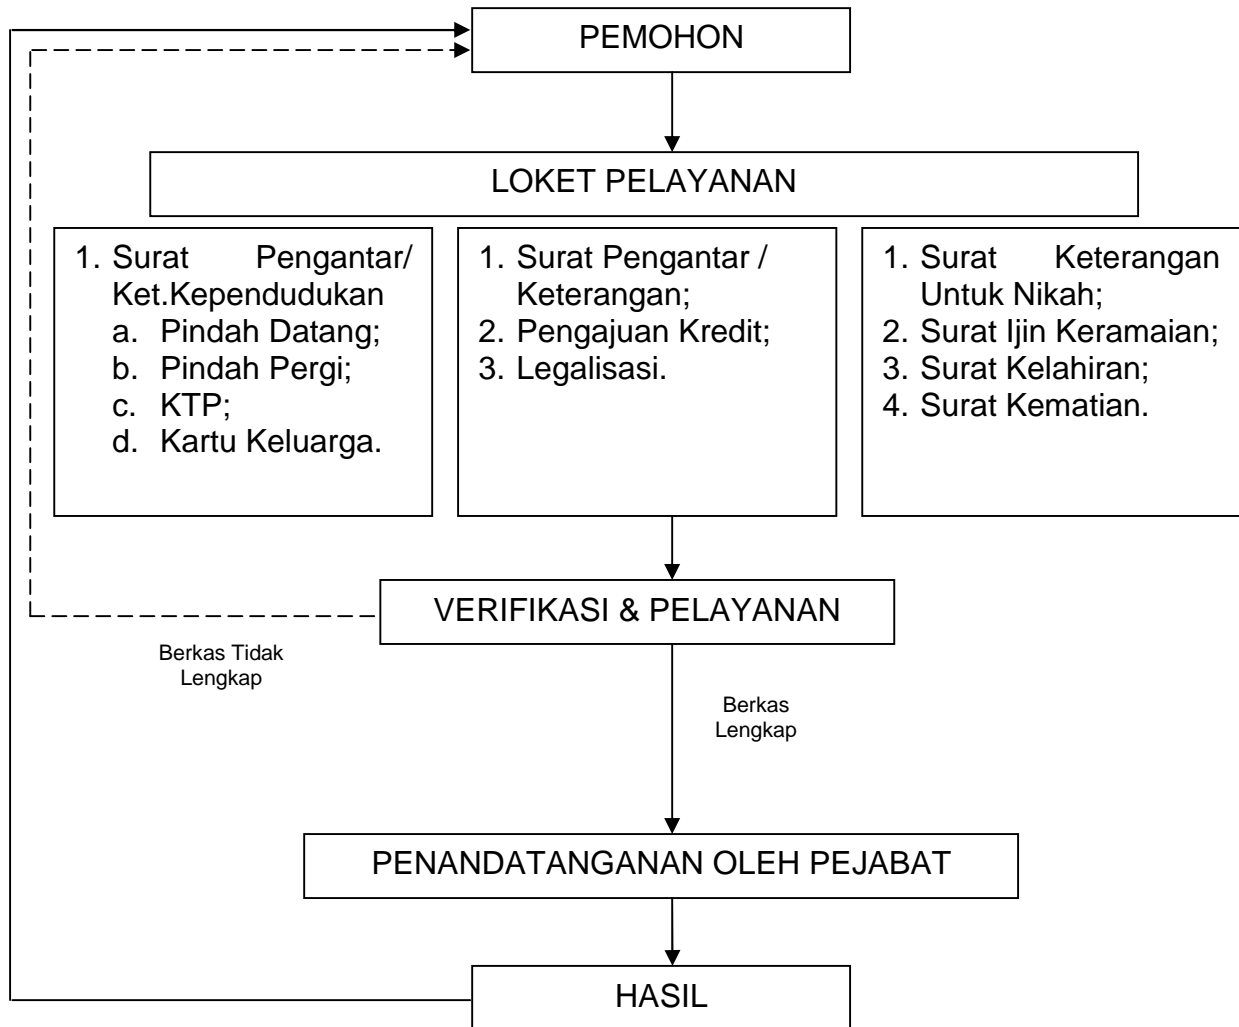 PEMOHON
LOKET PELAYANAN
1. Surat Pengantar/
Ket.Kependudukan
a. Pindah Datang;
b. Pindah Pergi;
c. KTP;
d. Kartu Keluarga.
1. Surat Pengantar /
Keterangan;
2. Pengajuan Kredit;
3. Legalisasi.
1. Surat Keterangan
Untuk Nikah;
2. Surat Ijin Keramaian;
3. Surat Kelahiran;
4. Surat Kematian.
VERIFIKASI & PELAYANAN
Berkas Tidak
Lengkap
Berkas
Lengkap
PENANDATANGANAN OLEH PEJABAT
HASIL